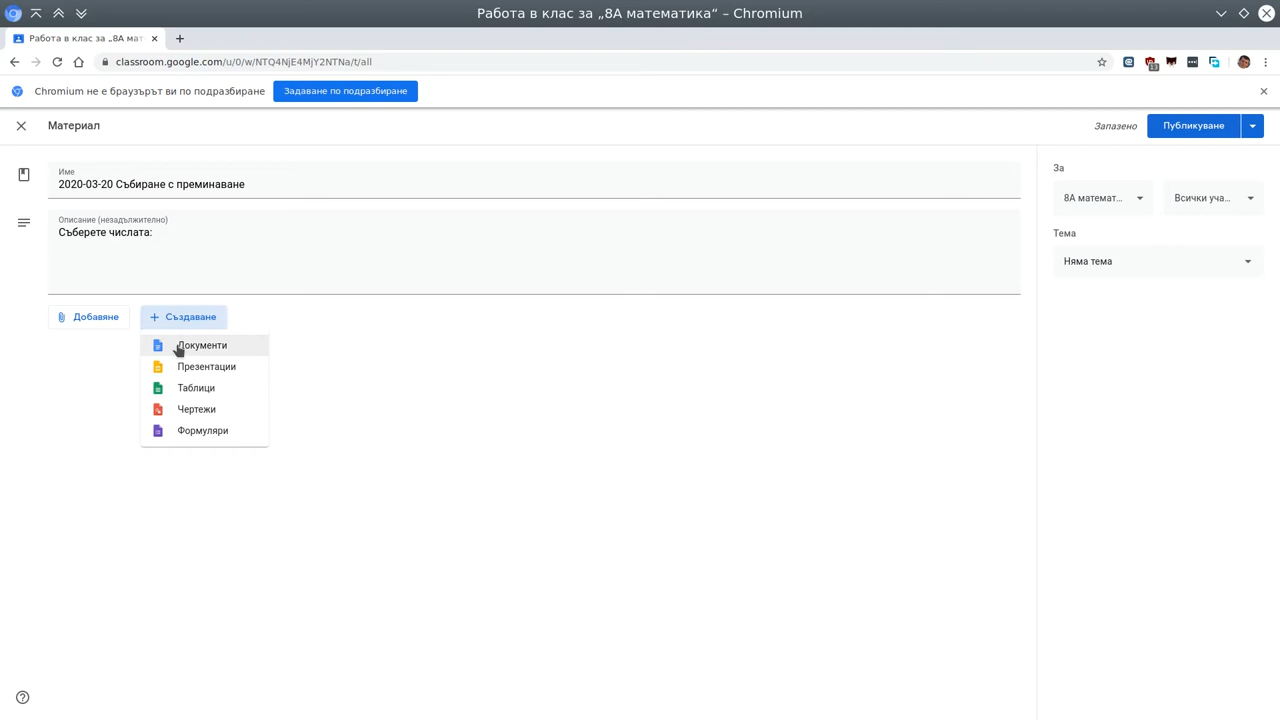 Работа в клас за „8А математика“ – Chromium
Работа в клас за „8А мат
classroom.google.com/u/0/w/NTQ4NjE4MjY2NTNa/t/all
13
Chromium не е браузърът ви по подразбиране
Задаване по подразбиране
Материал
Запазено
Публикуване
Име
2020-03-20 Събиране с преминаване
Описание (незадължително)
Съберете числата:
Добавяне
Създаване
Документи
Презентации
Таблици
Чертежи
Формуляри
За
8А математ...
Всички уча...
Тема
Няма тема